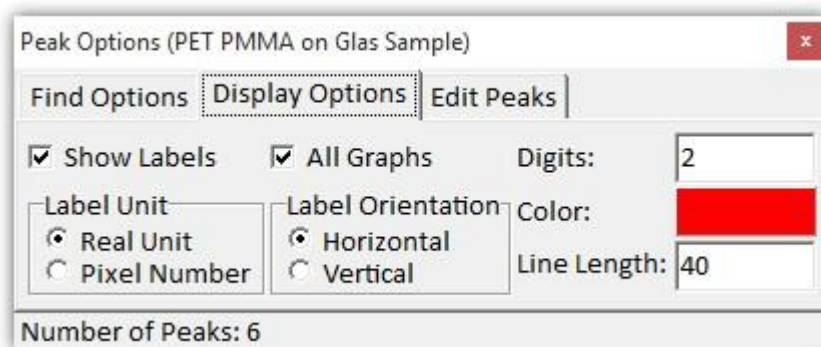 Peak Options (PET PMMA on Glas Sample)
x
Find Options Display Options Edit Peaks
Show Labels All Graphs Digits: 2
Label Unit Label Orientation Color:
Real Unit Horizontal
Pixel Number Vertical Line Length: 40
Number of Peaks: 6